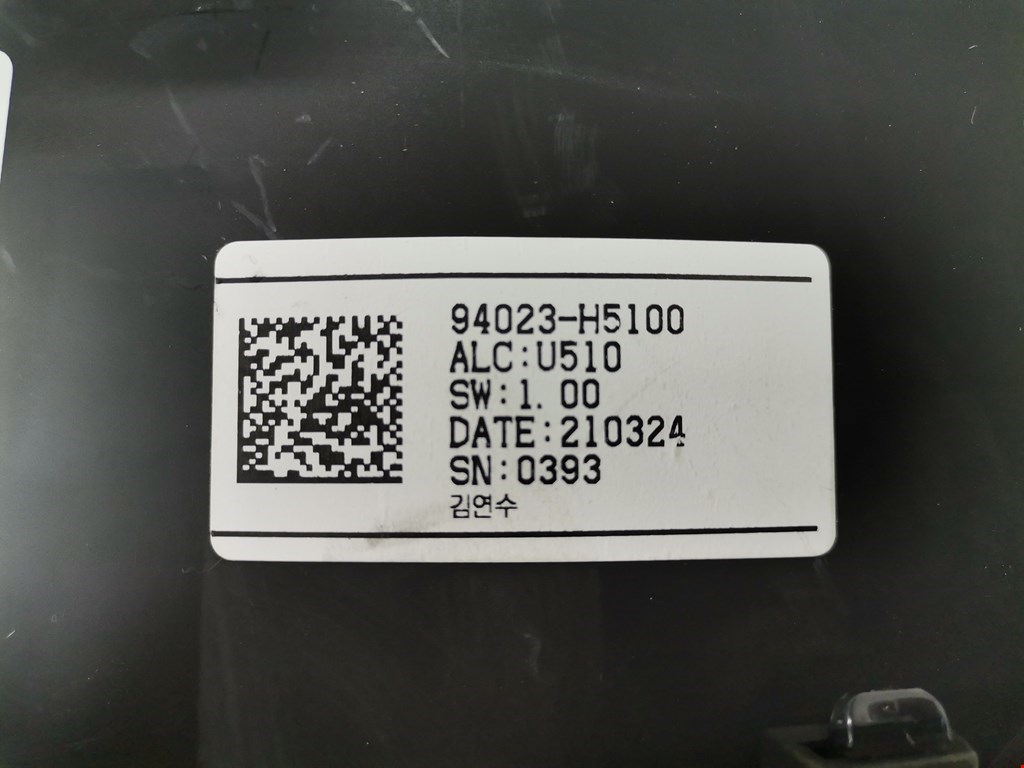 94023-H5100
ALC:U510
SW:1.00
DATE:210324
SN:0393
김연수